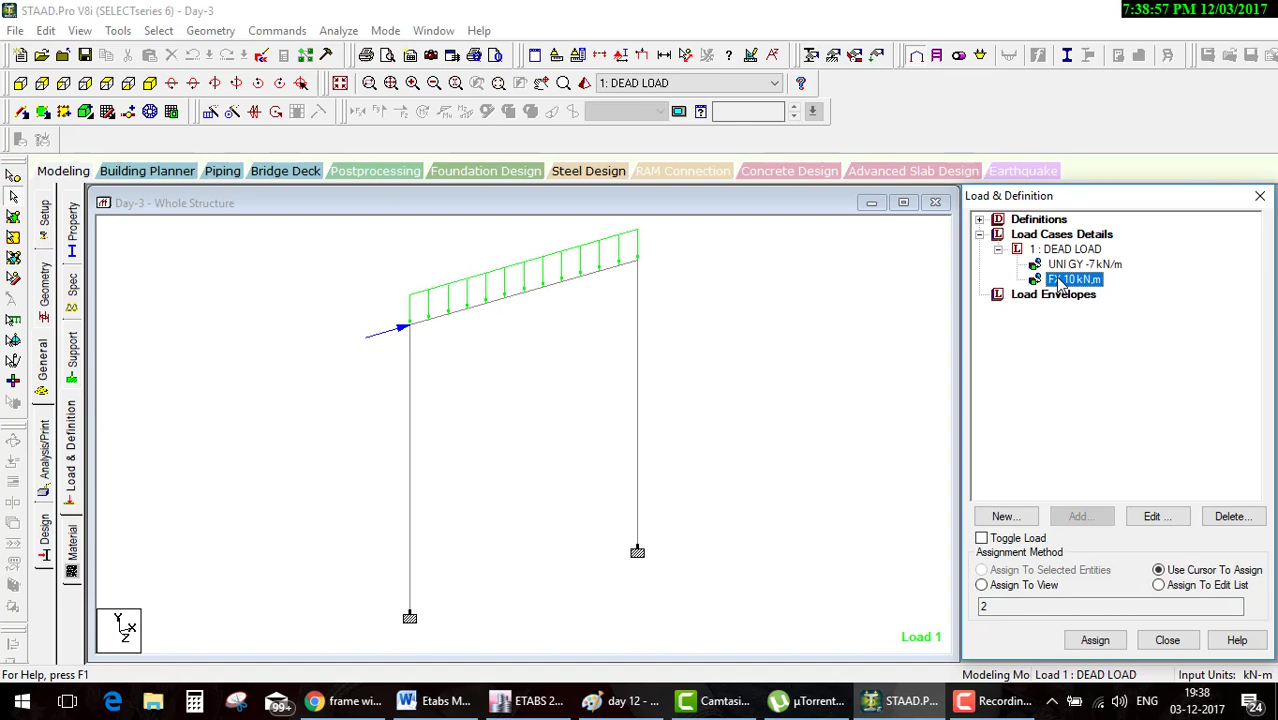 STAAD.Pro V8i (SELECTseries 6) - Day-3
7:38:57 PM 12/03/2017
File Edit View Tools Select Geometry Commands Analyze Mode Window Help
1: DEAD LOAD
Modeling Building Planner Piping Bridge Deck Postprocessing Foundation Design Steel Design RAM Connection Concrete Design Advanced Slab Design Earthquake
Setup
Geometry
General
Analysis/Print
Design
Property
Spec
Support
Load & Definition
Material
Day-3 - Whole Structure
Y
X
Z
Load 1
Load & Definition
Definitions
Load Cases Details
1 : DEAD LOAD
UNI GY -7 kN/m
10 kN,m
Load Envelopes
New... Add... Edit ... Delete...
Toggle Load
Assignment Method
Assign To Selected Entities Use Cursor To Assign
Assign To View Assign To Edit List
2
Assign Close Help
For Help, press F1
Modeling Mo Load 1 : DEAD LOAD Input Units: kN-m
99+ frame wi... Etabs M... ETABS 2... day 12 - ... Camtasi... µTorrent... STAAD.P... Recordin... ENG 19:38
03-12-2017 24